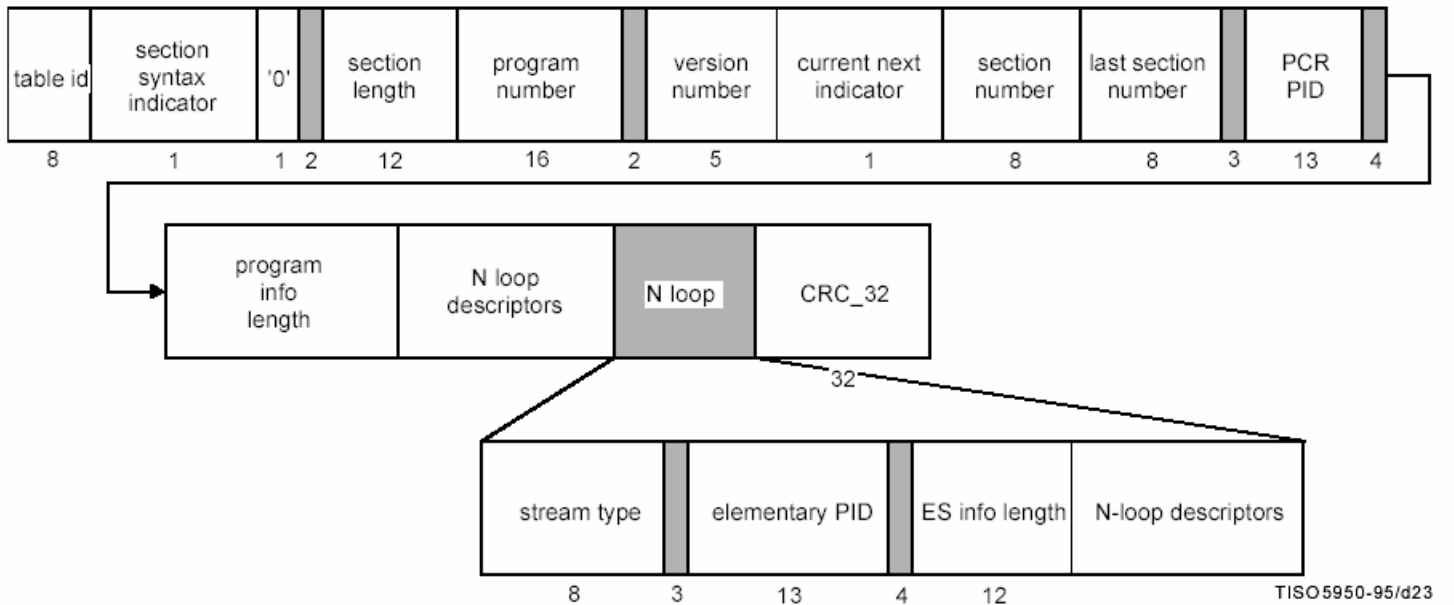 table id
section
syntax
indicator
'0'
section
length
program
number
version
number
current next
indicator
section
number
last section
number
PCR
PID
8
1
1
2
12
16
2
5
1
8
8
3
13
4
program
info
length
N loop
descriptors
N loop
CRC_32
32
stream type
elementary PID
ES info length
N-loop descriptors
8
3
13
4
12
TISO5950-95/d23